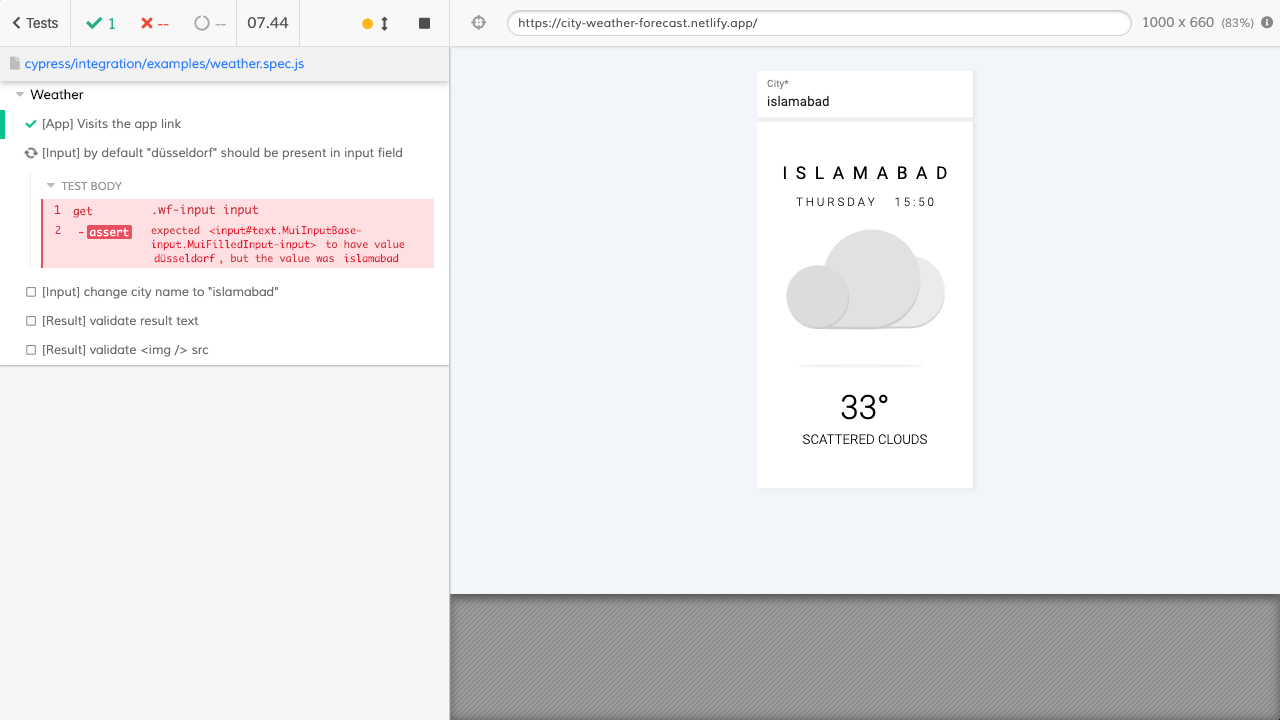 Tests
1
--
--
07.44
https://city-weather-forecast.netlify.app/
1000 x 660 (83%)
cypress/integration/examples/weather.spec.js
Weather
[App] Visits the app link
[Input] by default "düsseldorf" should be present in input field
TEST BODY
1 get .wf-input input
2 -assert expected <input#text.MuiInputBase-
input.MuiFilledInput-input> to have value
düsseldorf, but the value was islamabad
[Input] change city name to "islamabad"
[Result] validate result text
[Result] validate <img /> src
City*
islamabad
ISLAMABAD
THURSDAY 15:50
33°
SCATTERED CLOUDS